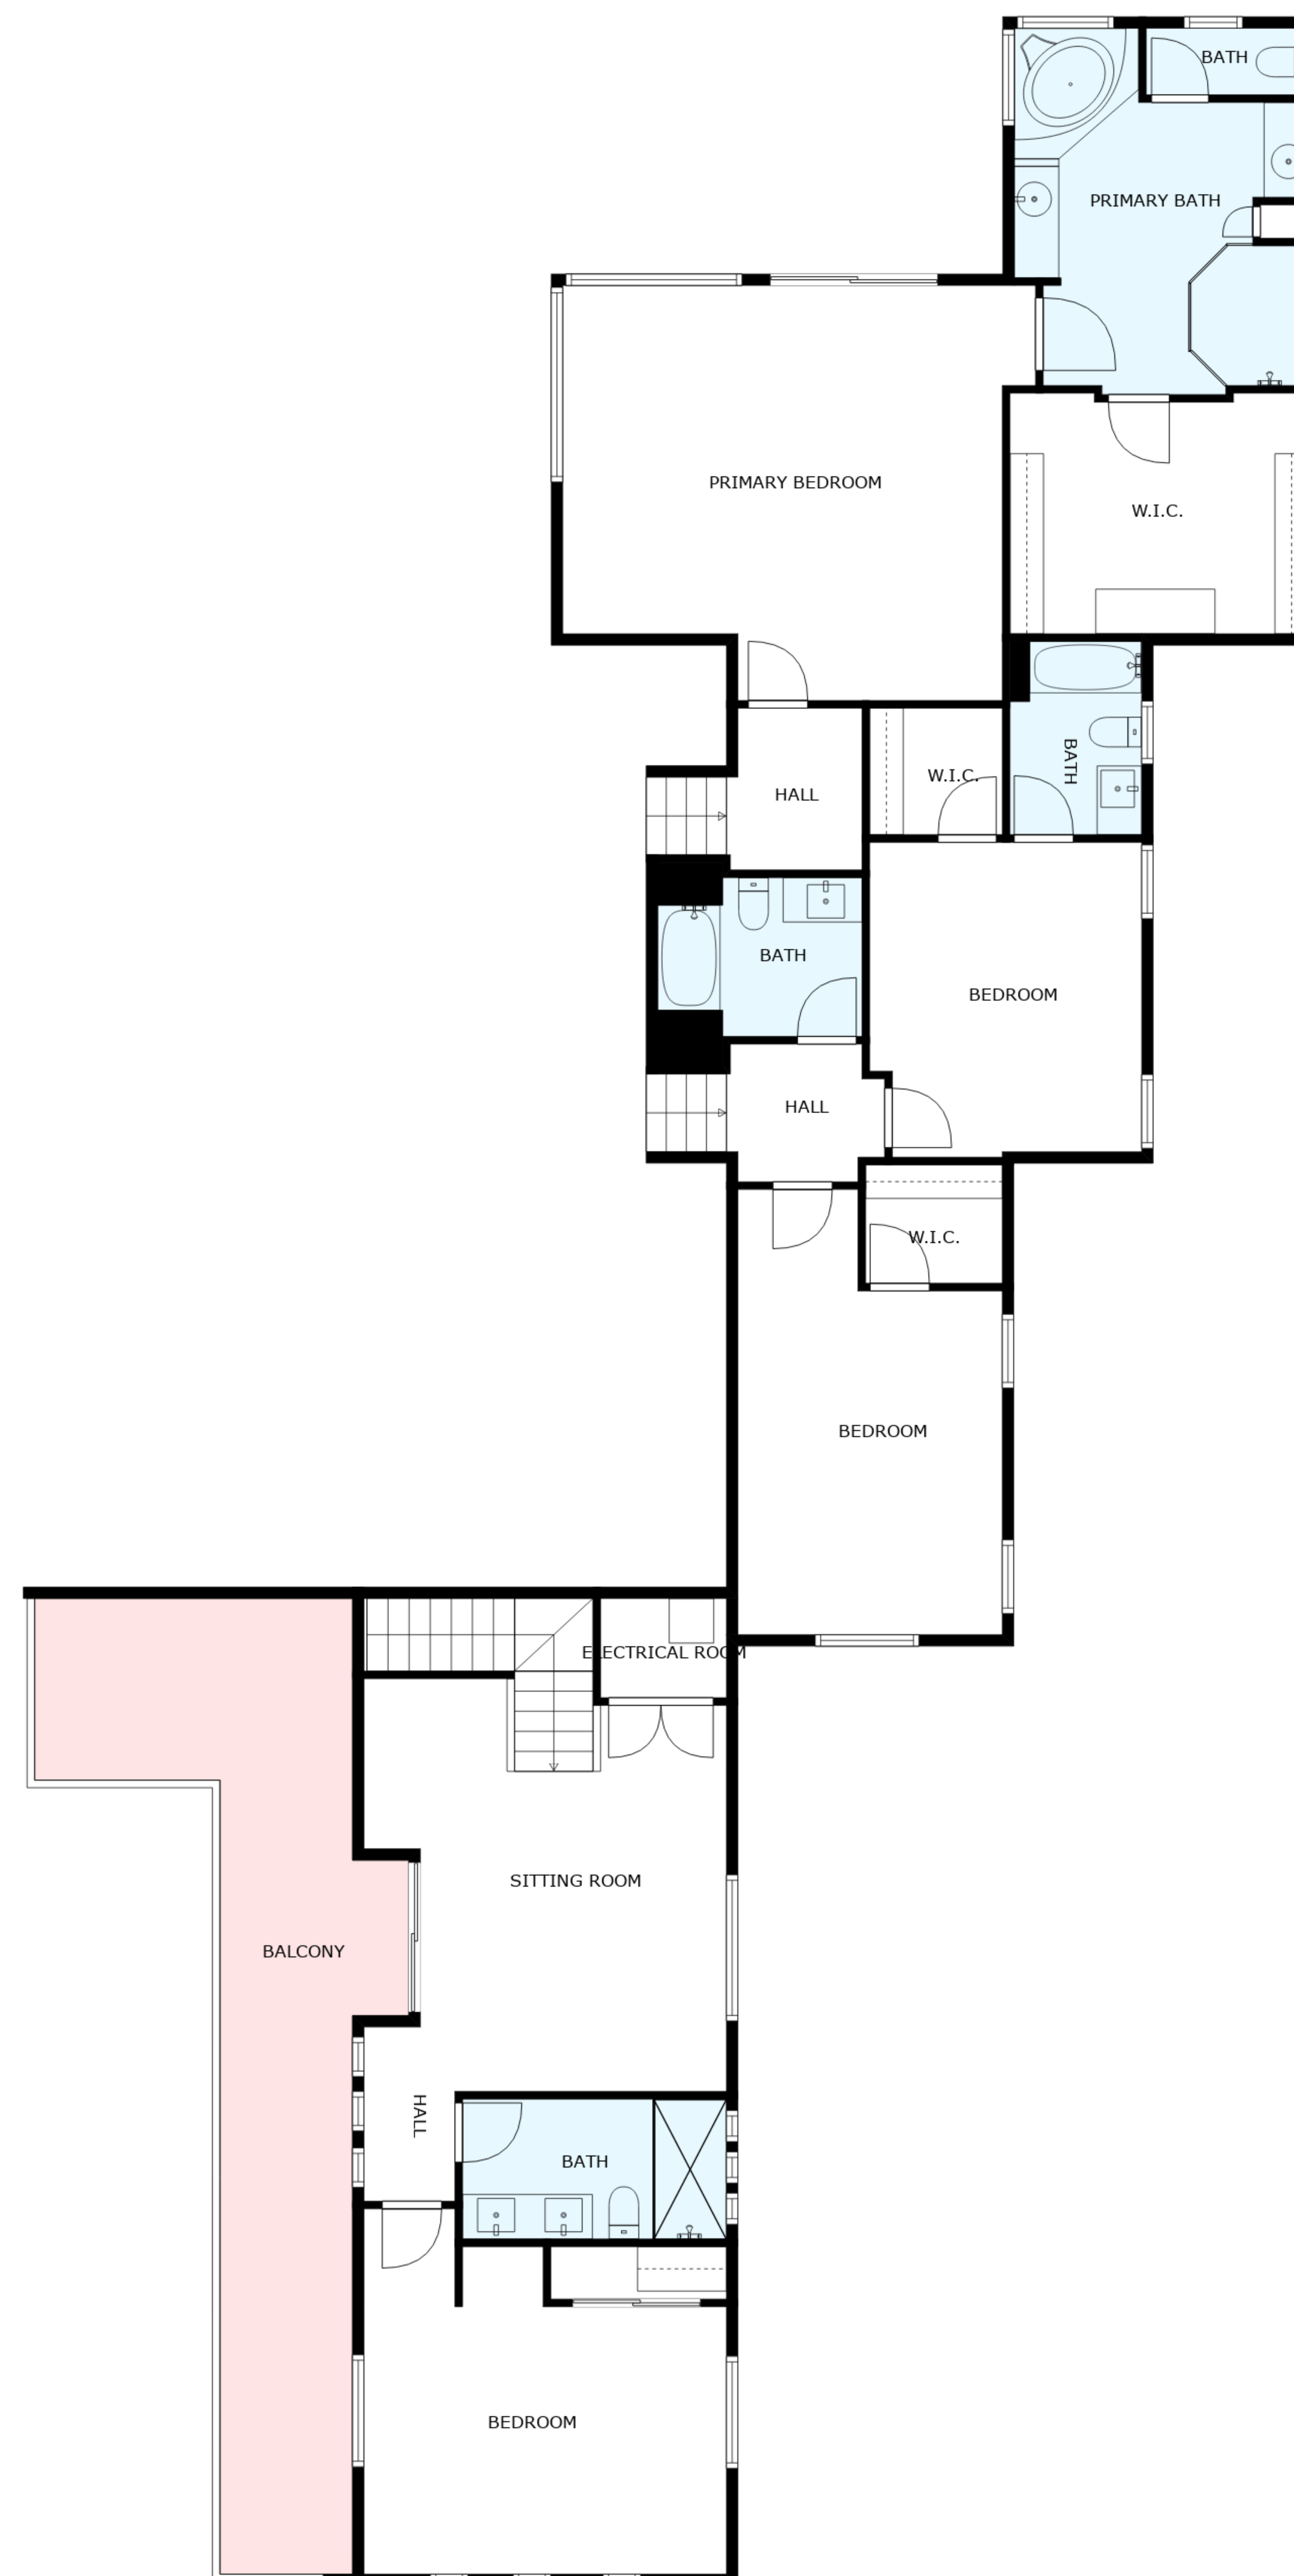 BATH
PRIMARY BATH
PRIMARY BEDROOM
W.I.C.
BATH
W.I.C.
HALL
BATH
BEDROOM
HALL
W.I.C.
BEDROOM
ELECTRICAL ROOM
SITTING ROOM
BALCONY
HALL
BATH
BEDROOM